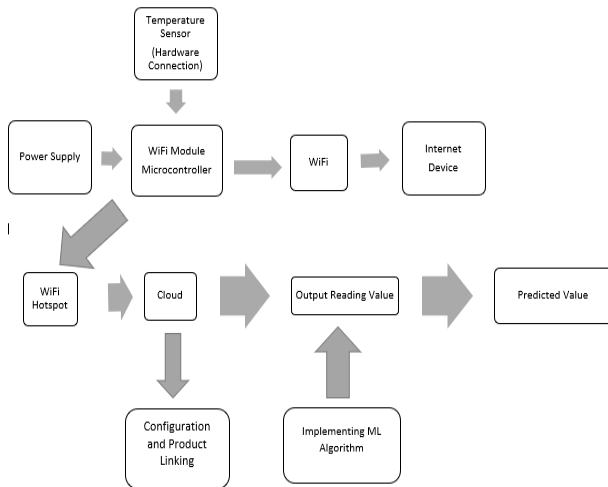 Temperature
Sensor
(Hardware
Connection)
Power Supply
WiFi Module
Microcontroller
WiFi
Internet
Device
WiFi
Hotspot
Cloud
Output Reading Value
Predicted Value
Configuration
and Product
Linking
Implementing ML
Algorithm